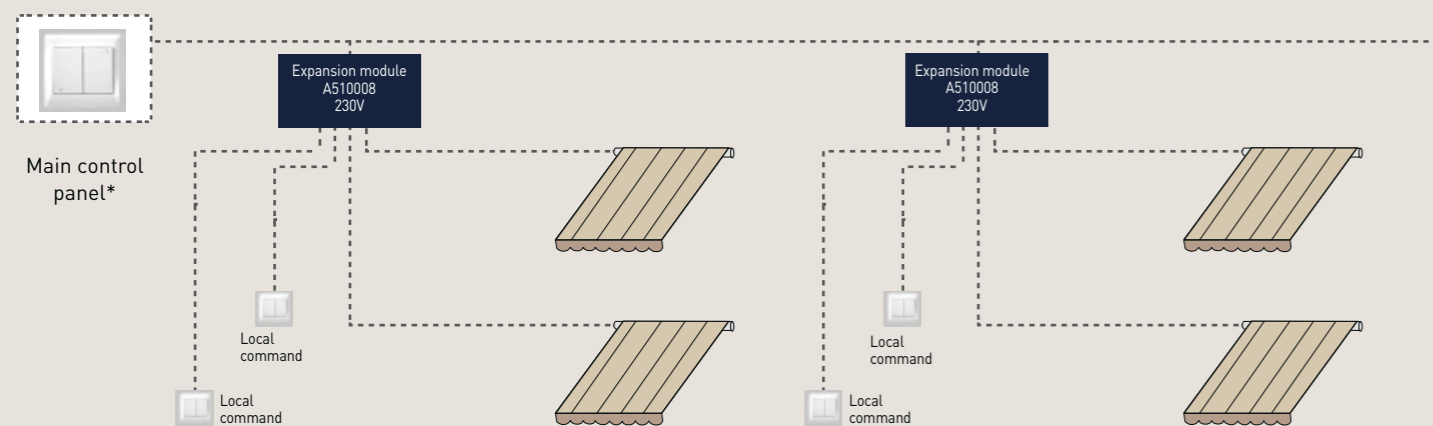 Expansion module
A510008
230V
Expansion module
A510008
230V
Main control
panel*
Local
command
Local
command
Local
command
Local
command